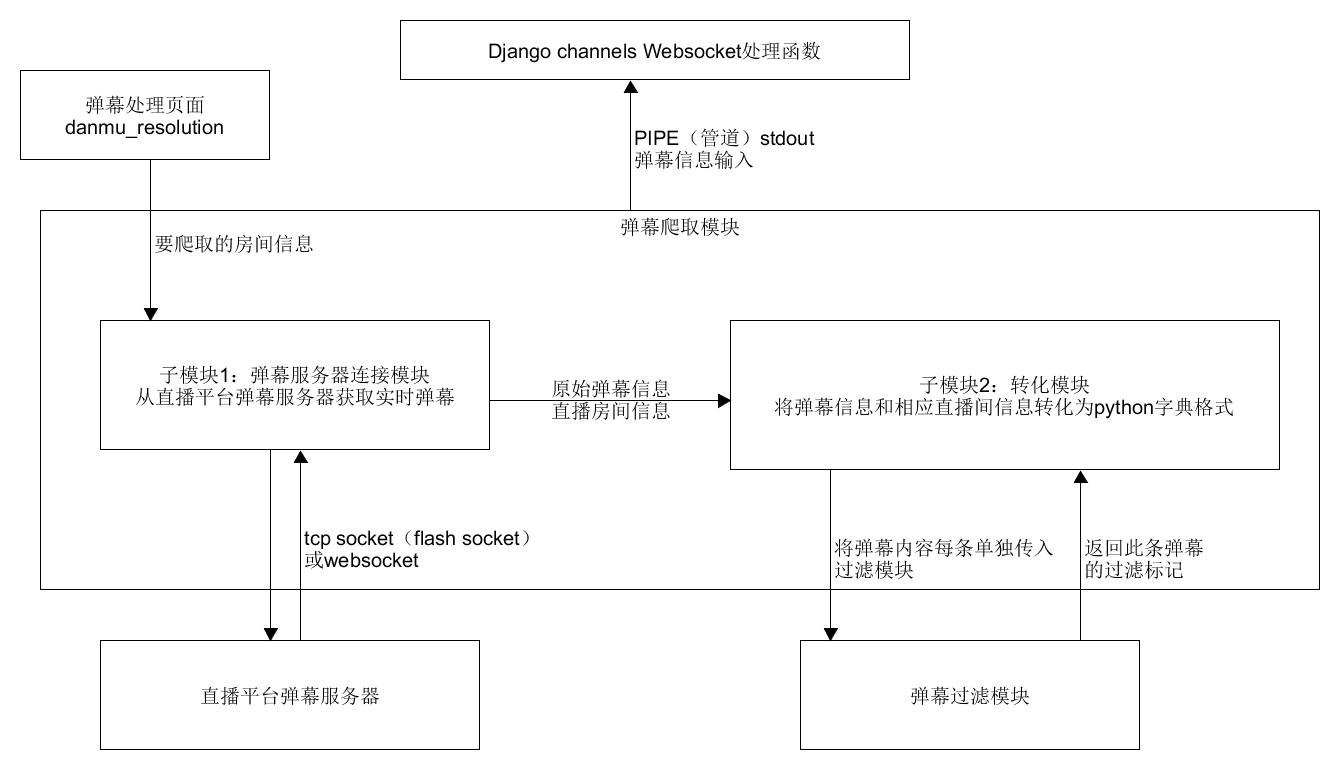 Django channels Websocket处理函数
弹幕处理页面
danmu_resolution
PIPE（管道）stdout
弹幕信息输入
弹幕爬取模块
要爬取的房间信息
子模块1：弹幕服务器连接模块
从直播平台弹幕服务器获取实时弹幕
原始弹幕信息
直播房间信息
子模块2：转化模块
将弹幕信息和相应直播间信息转化为python字典格式
tcp socket（flash socket）
或websocket
将弹幕内容每条单独传入
过滤模块
返回此条弹幕
的过滤标记
直播平台弹幕服务器
弹幕过滤模块